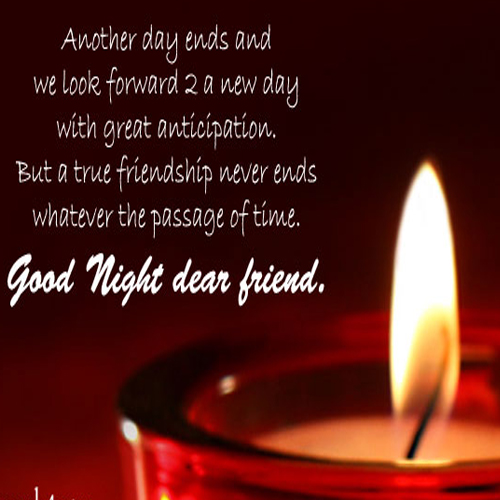 Another day ends and
we look forward 2 a new day
with great anticipation.
But a true friendship never ends
whatever the passage of time.
Good Night dear friend.